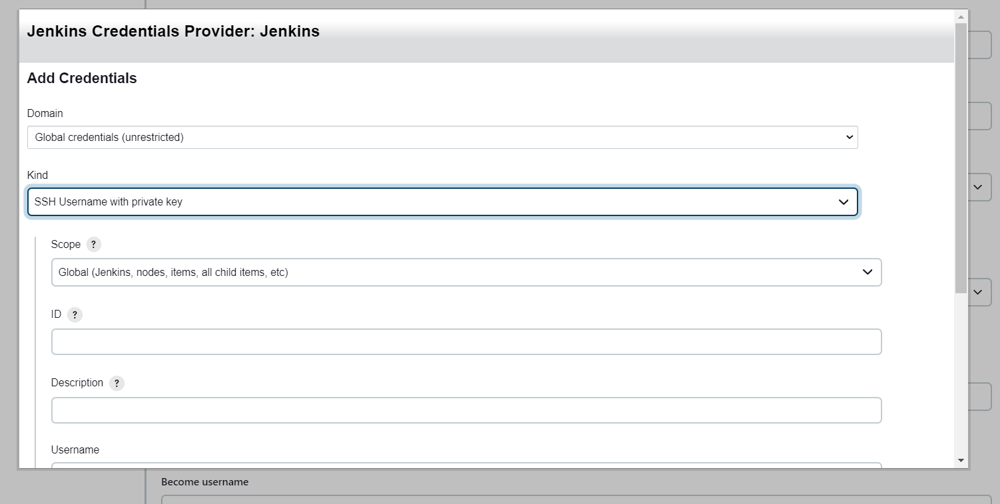 Jenkins Credentials Provider: Jenkins
Add Credentials
Domain
Global credentials (unrestricted)
Kind
SSH Username with private key
Scope ?
Global (Jenkins, nodes, items, all child items, etc)
ID ?
Description ?
Username
Become username